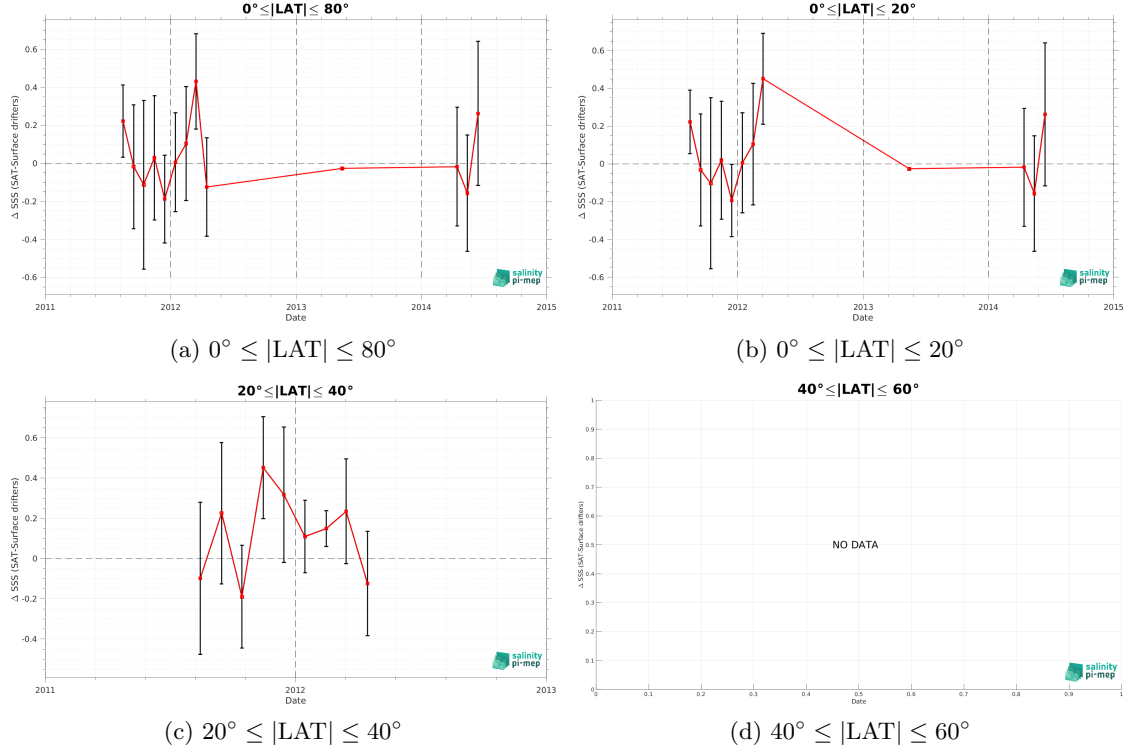 0°≤|LAT|≤ 80°
Δ SSS (SAT-Surface drifters)
0.6
0.4
0.2
0
-0.2
-0.4
-0.6
2011
2012
2013
2014
2015
Date
salinity
pi-mep
(a) 0° ≤ |LAT| ≤ 80°
0°≤|LAT|≤ 20°
Δ SSS (SAT-Surface drifters)
0.6
0.4
0.2
0
-0.2
-0.4
-0.6
2011
2012
2013
2014
2015
Date
salinity
pi-mep
(b) 0° ≤ |LAT| ≤ 20°
20°≤|LAT|≤ 40°
Δ SSS (SAT-Surface drifters)
0.6
0.4
0.2
0
-0.2
-0.4
2011
2012
2013
Date
salinity
pi-mep
(c) 20° ≤ |LAT| ≤ 40°
40°≤|LAT|≤ 60°
Δ SSS (SAT-Surface drifters)
1
0.9
0.8
0.7
0.6
0.5
0.4
0.3
0.2
0.1
0
NO DATA
0
0.1
0.2
0.3
0.4
0.5
0.6
0.7
0.8
0.9
1
Date
salinity
pi-mep
(d) 40° ≤ |LAT| ≤ 60°